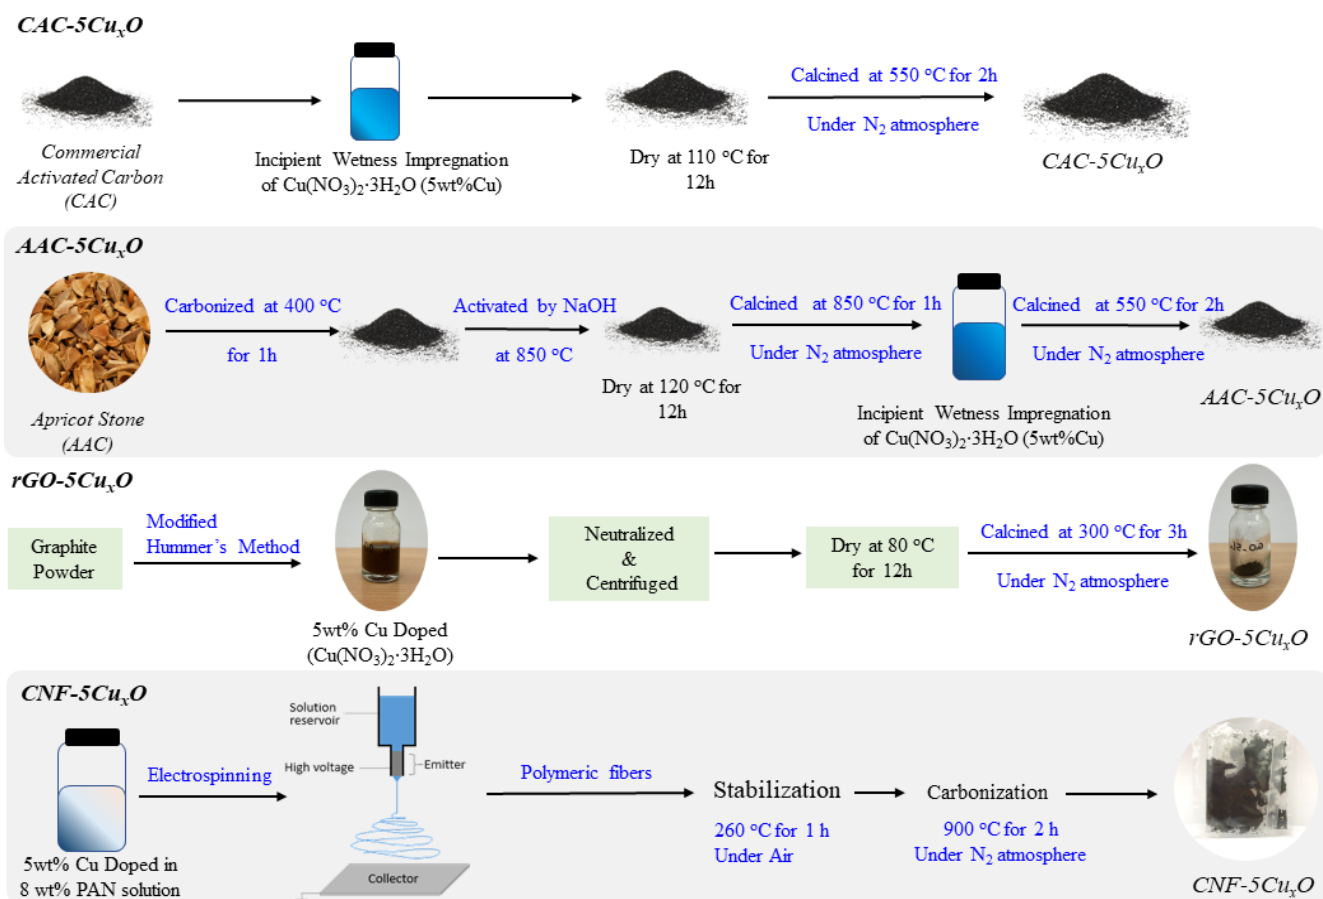 CAC-5CuₓO
Commercial
Activated Carbon
(CAC)
Incipient Wetness Impregnation
of Cu(NO₃)₂·3H₂O (5wt%Cu)
Dry at 110 °C for
12h
Calcined at 550 °C for 2h
Under N₂ atmosphere
CAC-5CuₓO
AAC-5CuₓO
Apricot Stone
(AAC)
Carbonized at 400 °C
for 1h
Activated by NaOH
at 850 °C
Dry at 120 °C for
12h
Calcined at 850 °C for 1h
Under N₂ atmosphere
Incipient Wetness Impregnation
of Cu(NO₃)₂·3H₂O (5wt%Cu)
Calcined at 550 °C for 2h
Under N₂ atmosphere
AAC-5CuₓO
rGO-5CuₓO
Graphite
Powder
Modified
Hummer's Method
5wt% Cu Doped
(Cu(NO₃)₂·3H₂O)
Neutralized
&
Centrifuged
Dry at 80 °C
for 12h
Calcined at 300 °C for 3h
Under N₂ atmosphere
rGO-5CuₓO
CNF-5CuₓO
5wt% Cu Doped in
8 wt% PAN solution
Electrospinning
Solution
reservoir
High voltage
Emitter
Collector
Polymeric fibers
Stabilization
260 °C for 1 h
Under Air
Carbonization
900 °C for 2 h
Under N₂ atmosphere
CNF-5CuₓO